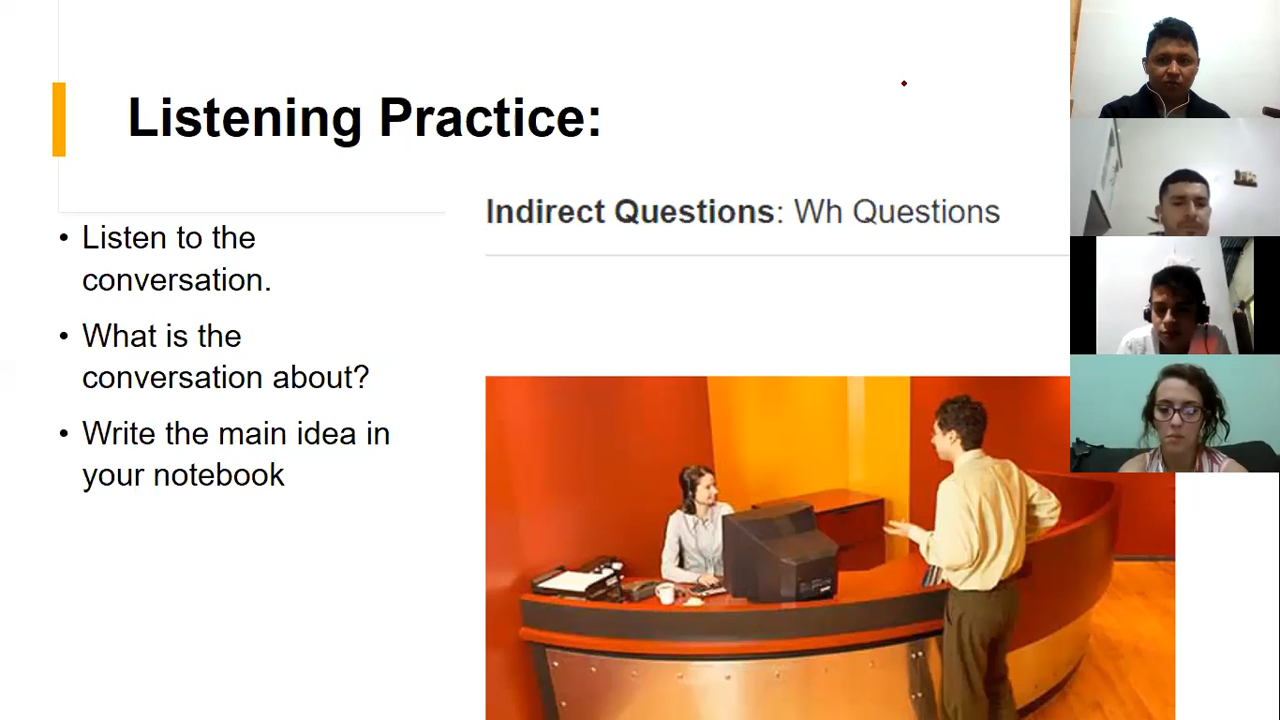 Listening Practice:
Indirect Questions: Wh Questions
• Listen to the
conversation.
• What is the
conversation about?
• Write the main idea in
your notebook